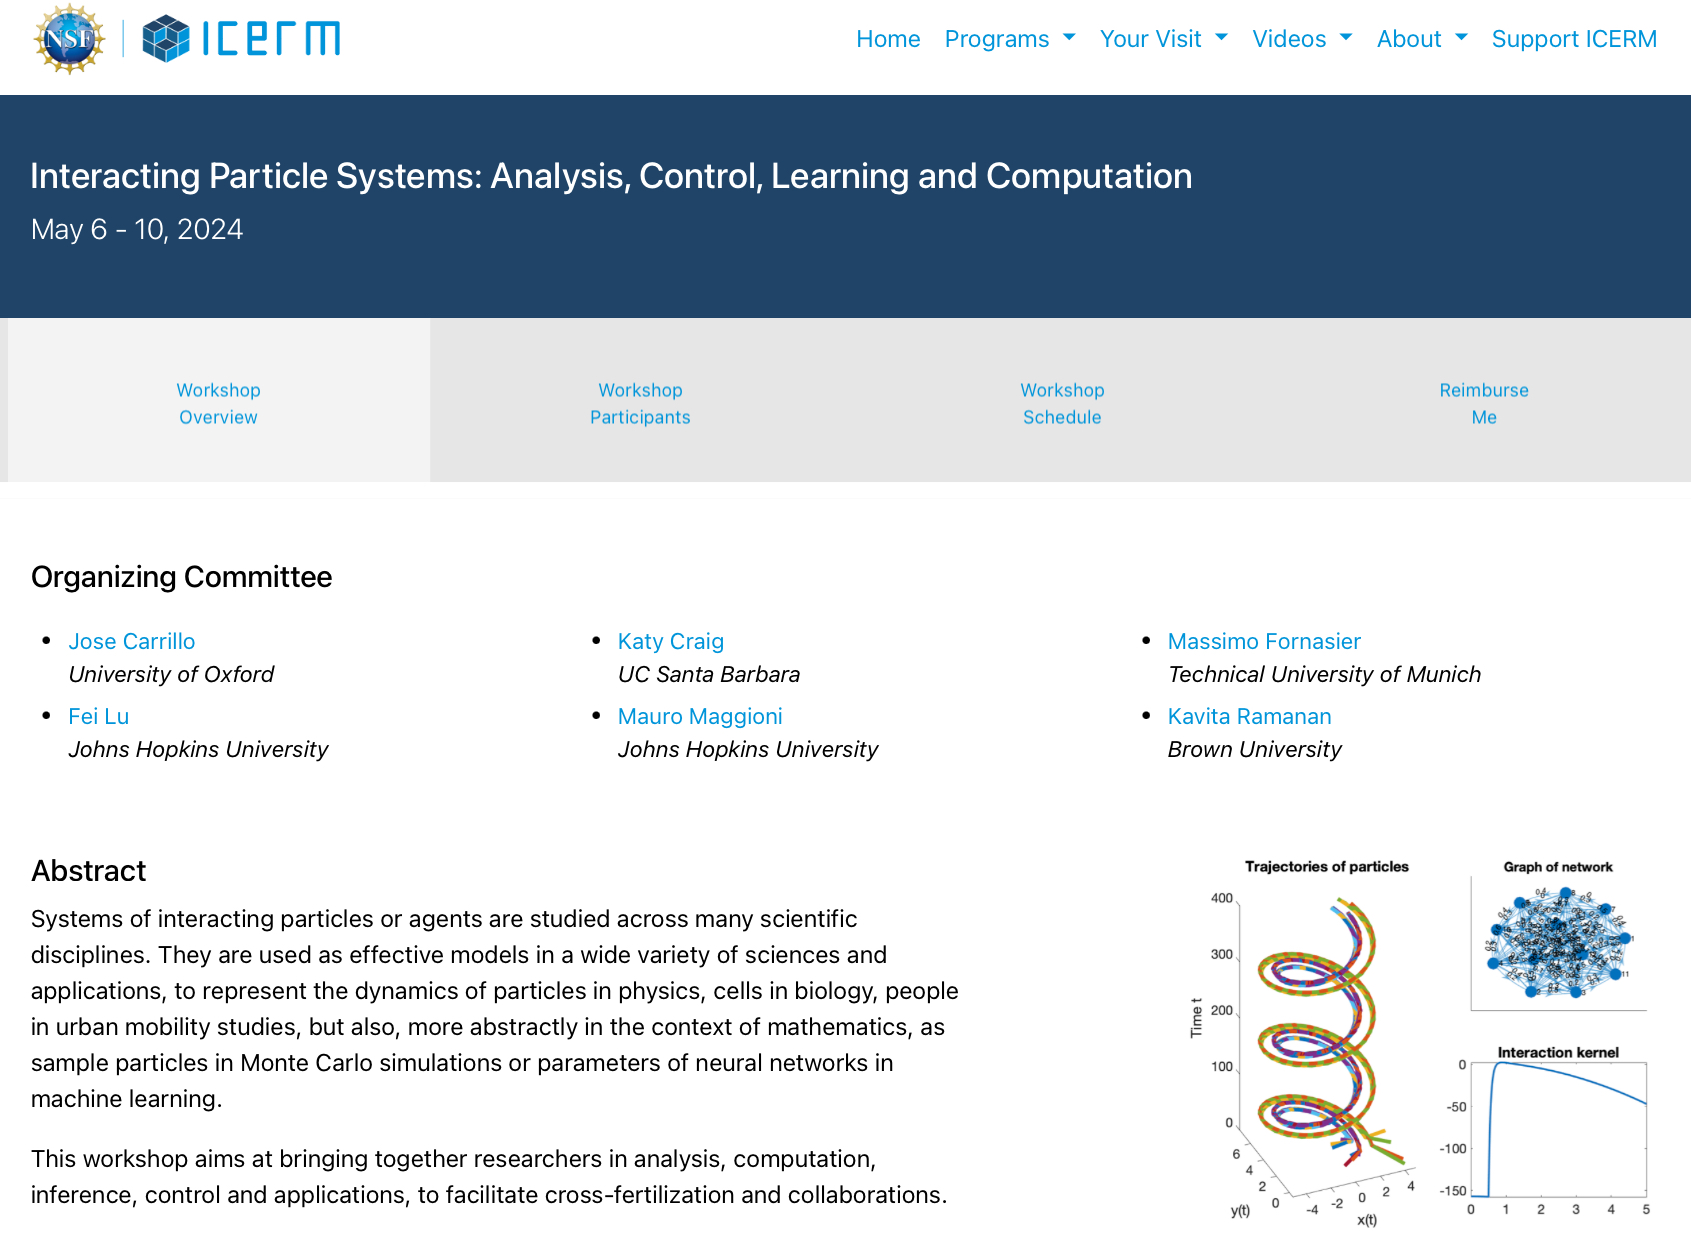 NSF ICERM Home Programs Your Visit Videos About Support ICERM
Interacting Particle Systems: Analysis, Control, Learning and Computation
May 6 - 10, 2024
Workshop Overview
Workshop Participants
Workshop Schedule
Reimburse Me
Organizing Committee
• Jose Carrillo
University of Oxford
• Katy Craig
UC Santa Barbara
• Massimo Fornasier
Technical University of Munich
• Fei Lu
Johns Hopkins University
• Mauro Maggioni
Johns Hopkins University
• Kavita Ramanan
Brown University
Abstract
Systems of interacting particles or agents are studied across many scientific
disciplines. They are used as effective models in a wide variety of sciences and
applications, to represent the dynamics of particles in physics, cells in biology, people
in urban mobility studies, but also, more abstractly in the context of mathematics, as
sample particles in Monte Carlo simulations or parameters of neural networks in
machine learning.
This workshop aims at bringing together researchers in analysis, computation,
inference, control and applications, to facilitate cross-fertilization and collaborations.
Trajectories of particles
400
300
200
100
0
Time t
6
4
2
0
y(t)
-4 -2 0 2 4
x(t)
Graph of network
Interaction kernel
0
-50
-100
-150
0 1 2 3 4 5